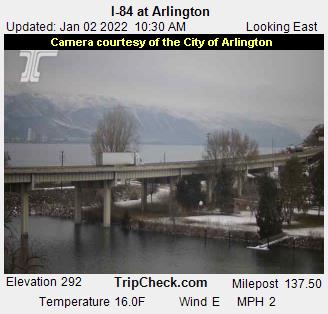 I-84 at Arlington
Updated: Jan 02 2022 10:30 AM Looking East
Camera courtesy of the City of Arlington
Elevation 292 TripCheck.com Milepost 137.50
Temperature 16.0F Wind E MPH 2